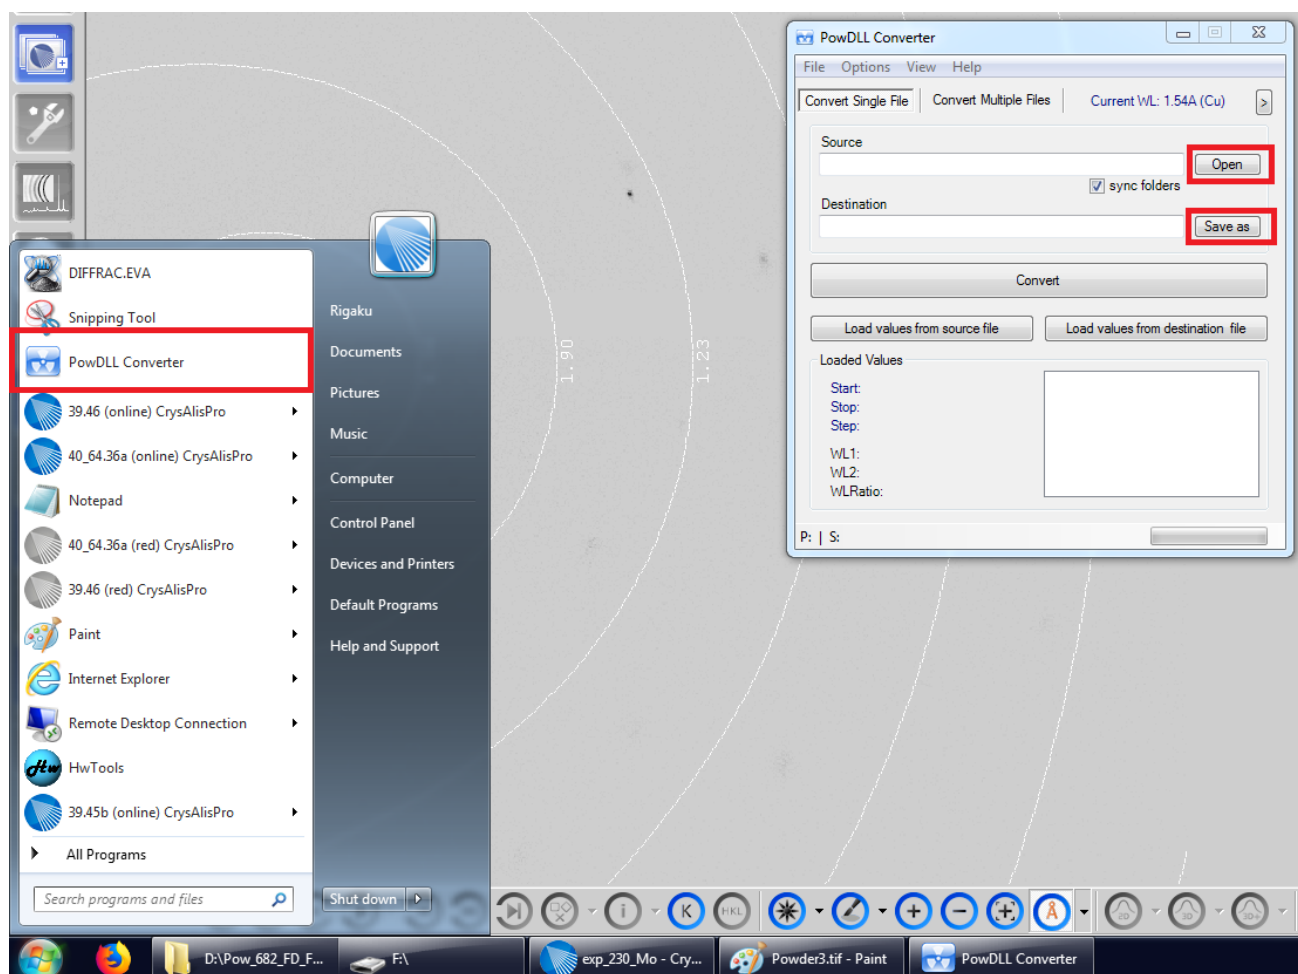 PowDLL Converter
File Options View Help
Convert Single File Convert Multiple Files Current WL: 1.54A (Cu) >
Source
Open
sync folders
Destination
Save as
Convert
Load values from source file Load values from destination file
Loaded Values
Start:
Stop:
Step:
WL1:
WL2:
WLRatio:
P: | S:
1.90
1.23
DIFFRAC.EVA
Snipping Tool
PowDLL Converter
39.46 (online) CrysAlisPro
40_64.36a (online) CrysAlisPro
Notepad
40_64.36a (red) CrysAlisPro
39.46 (red) CrysAlisPro
Paint
Internet Explorer
Remote Desktop Connection
HwTools
39.45b (online) CrysAlisPro
All Programs
Search programs and files
Rigaku
Documents
Pictures
Music
Computer
Control Panel
Devices and Printers
Default Programs
Help and Support
Shut down
Hw
i K HKL Å 2D 3D 3D+
D:\Pow_682_FD_F... F:\ exp_230_Mo - Cry... Powder3.tif - Paint PowDLL Converter